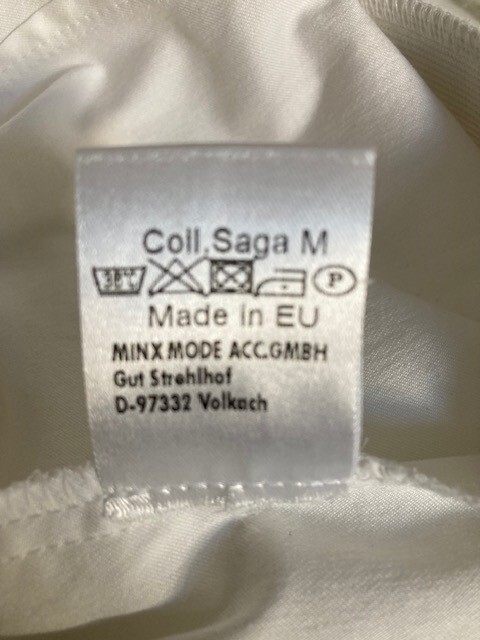 Coll.Saga M
30°C P
Made in EU
MINX MODE ACC.GMBH
Gut Strehlhof
D-97332 Volkach